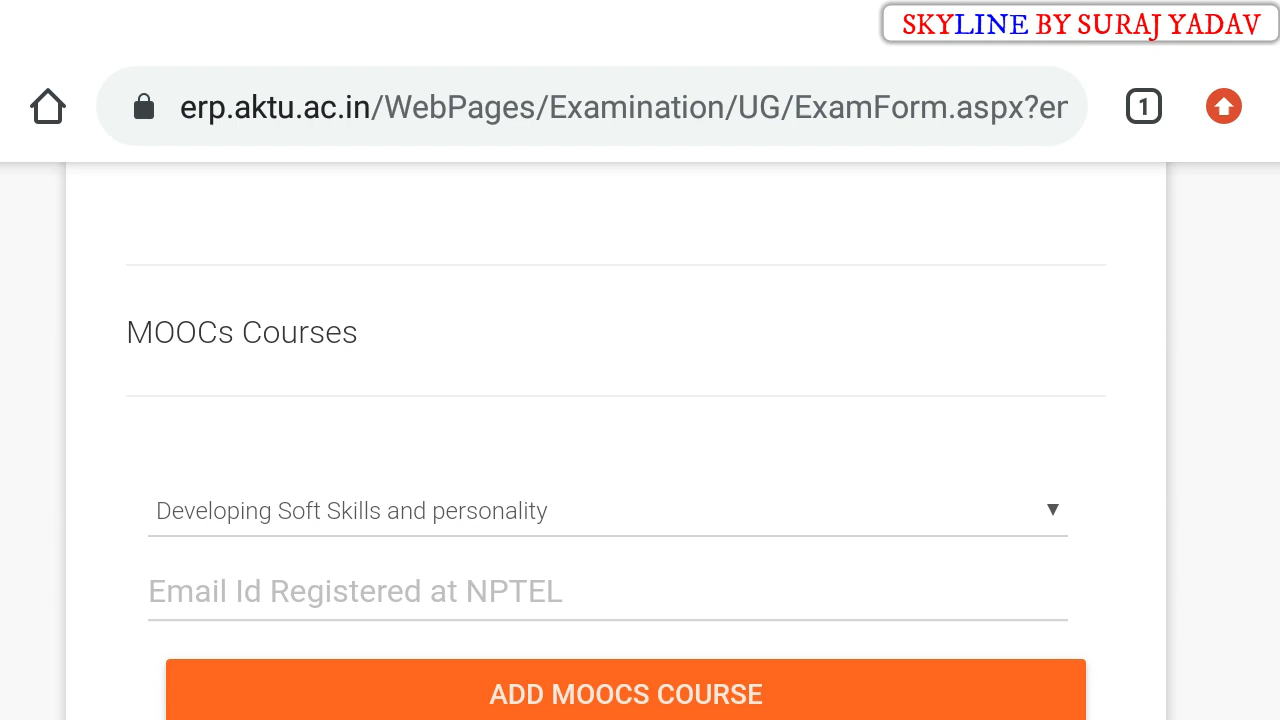 SKYLINE BY SURAJ YADAV
erp.aktu.ac.in/WebPages/Examination/UG/ExamForm.aspx?er
1
MOOCs Courses
Developing Soft Skills and personality
Email Id Registered at NPTEL
ADD MOOCS COURSE